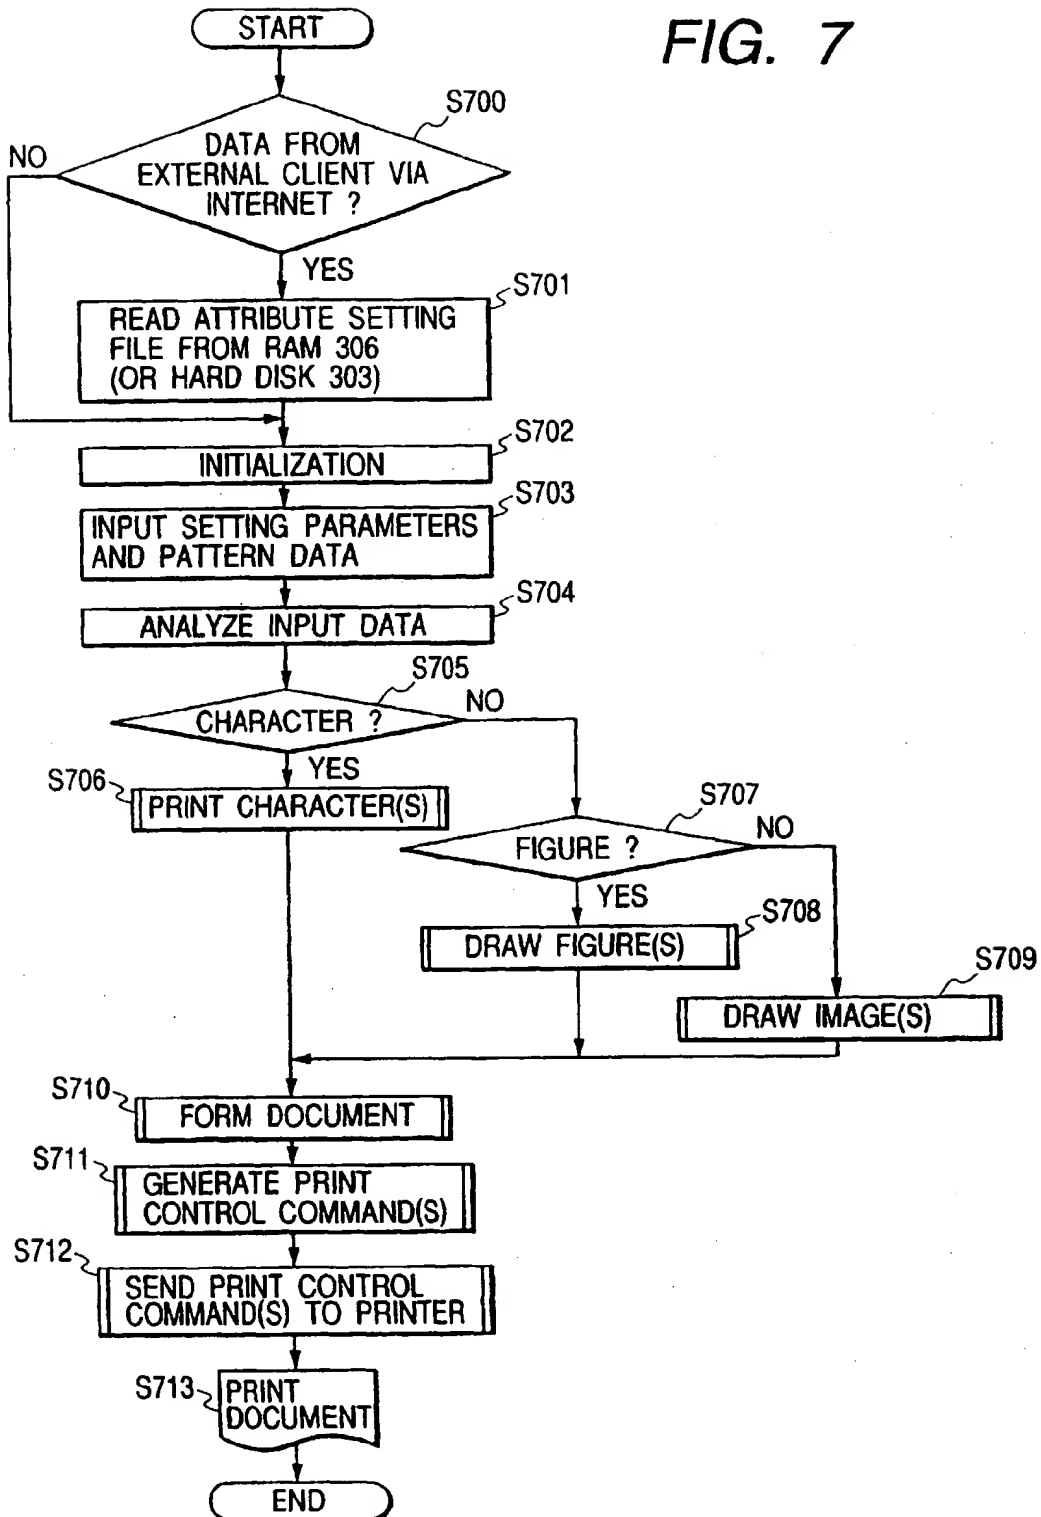 FIG. 7
START
S700
DATA FROM
EXTERNAL CLIENT VIA
INTERNET ?
NO
YES
S701
READ ATTRIBUTE SETTING
FILE FROM RAM 306
(OR HARD DISK 303)
S702
INITIALIZATION
S703
INPUT SETTING PARAMETERS
AND PATTERN DATA
S704
ANALYZE INPUT DATA
S705
CHARACTER ?
NO
YES
S706
PRINT CHARACTER(S)
S707
FIGURE ?
NO
YES
S708
DRAW FIGURE(S)
S709
DRAW IMAGE(S)
S710
FORM DOCUMENT
S711
GENERATE PRINT
CONTROL COMMAND(S)
S712
SEND PRINT CONTROL
COMMAND(S) TO PRINTER
S713
PRINT
DOCUMENT
END